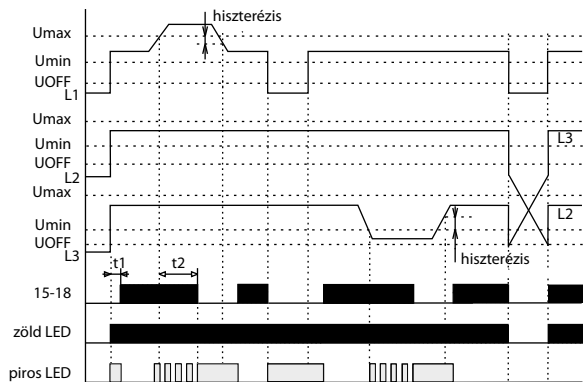 hiszterézis
Umax
Umin
UOFF
L1
Umax
Umin
UOFF
L2
L3
Umax
Umin
UOFF
L3
L2
hiszterézis
t1
t2
15-18
zöld LED
piros LED